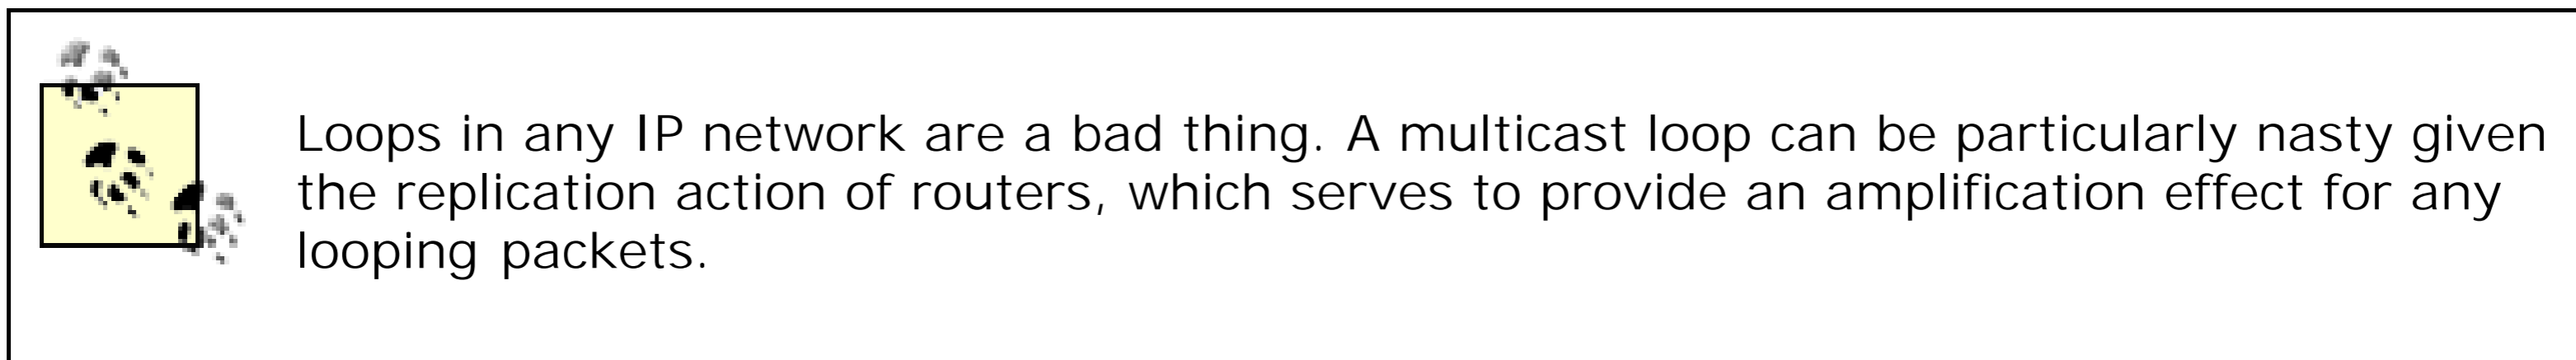 Loops in any IP network are a bad thing. A multicast loop can be particularly nasty given
the replication action of routers, which serves to provide an amplification effect for any
looping packets.